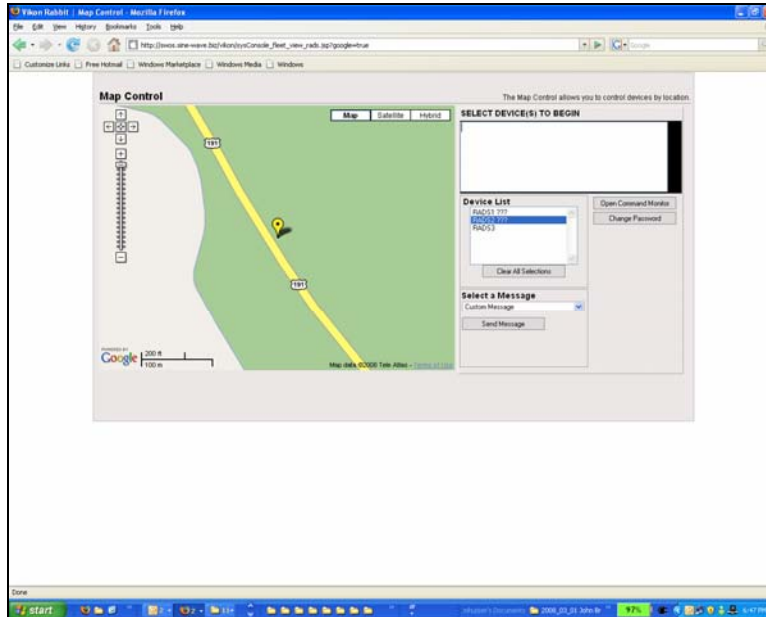 Vikon Rabbit | Map Control - Mozilla Firefox
File Edit View History Bookmarks Tools Help
Google
Customize Links Free Hotmail Windows Marketplace Windows Media Windows
Map Control
The Map Control allows you to control devices by location.
Map Satellite Hybrid
SELECT DEVICE(S) TO BEGIN
191
Device List
RADS1 ???
RADS2 ???
RADS3
Open Command Monitor
Change Password
Clear All Selections
191
Select a Message
Custom Message
Send Message
POWERED BY
Google
200 ft
100 m
Map data ©2008 Tele Atlas - Terms of Use
Done
start
97%
6:47 PM